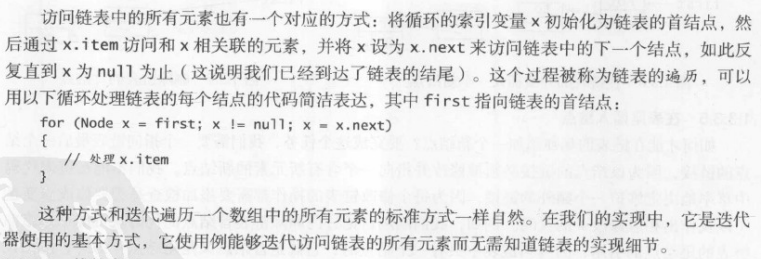 访问链表中的所有元素也有一个对应的方式：将循环的索引变量 x 初始化为链表的首结点，然
后通过 x.item 访问和 x 相关联的元素，并将 x 设为 x.next 来访问链表中的下一个结点，如此反
复直到 x 为 null 为止（这说明我们已经到达了链表的结尾）。这个过程被称为链表的遍历，可以
用以下循环处理链表的每个结点的代码简洁表达，其中 first 指向链表的首结点：
for (Node x = first; x != null; x = x.next)
{
// 处理 x.item
}
这种方式和迭代遍历一个数组中的所有元素的标准方式一样自然。在我们的实现中，它是迭代
器使用的基本方式，它使用例能够迭代访问链表的所有元素而无需知道链表的实现细节。